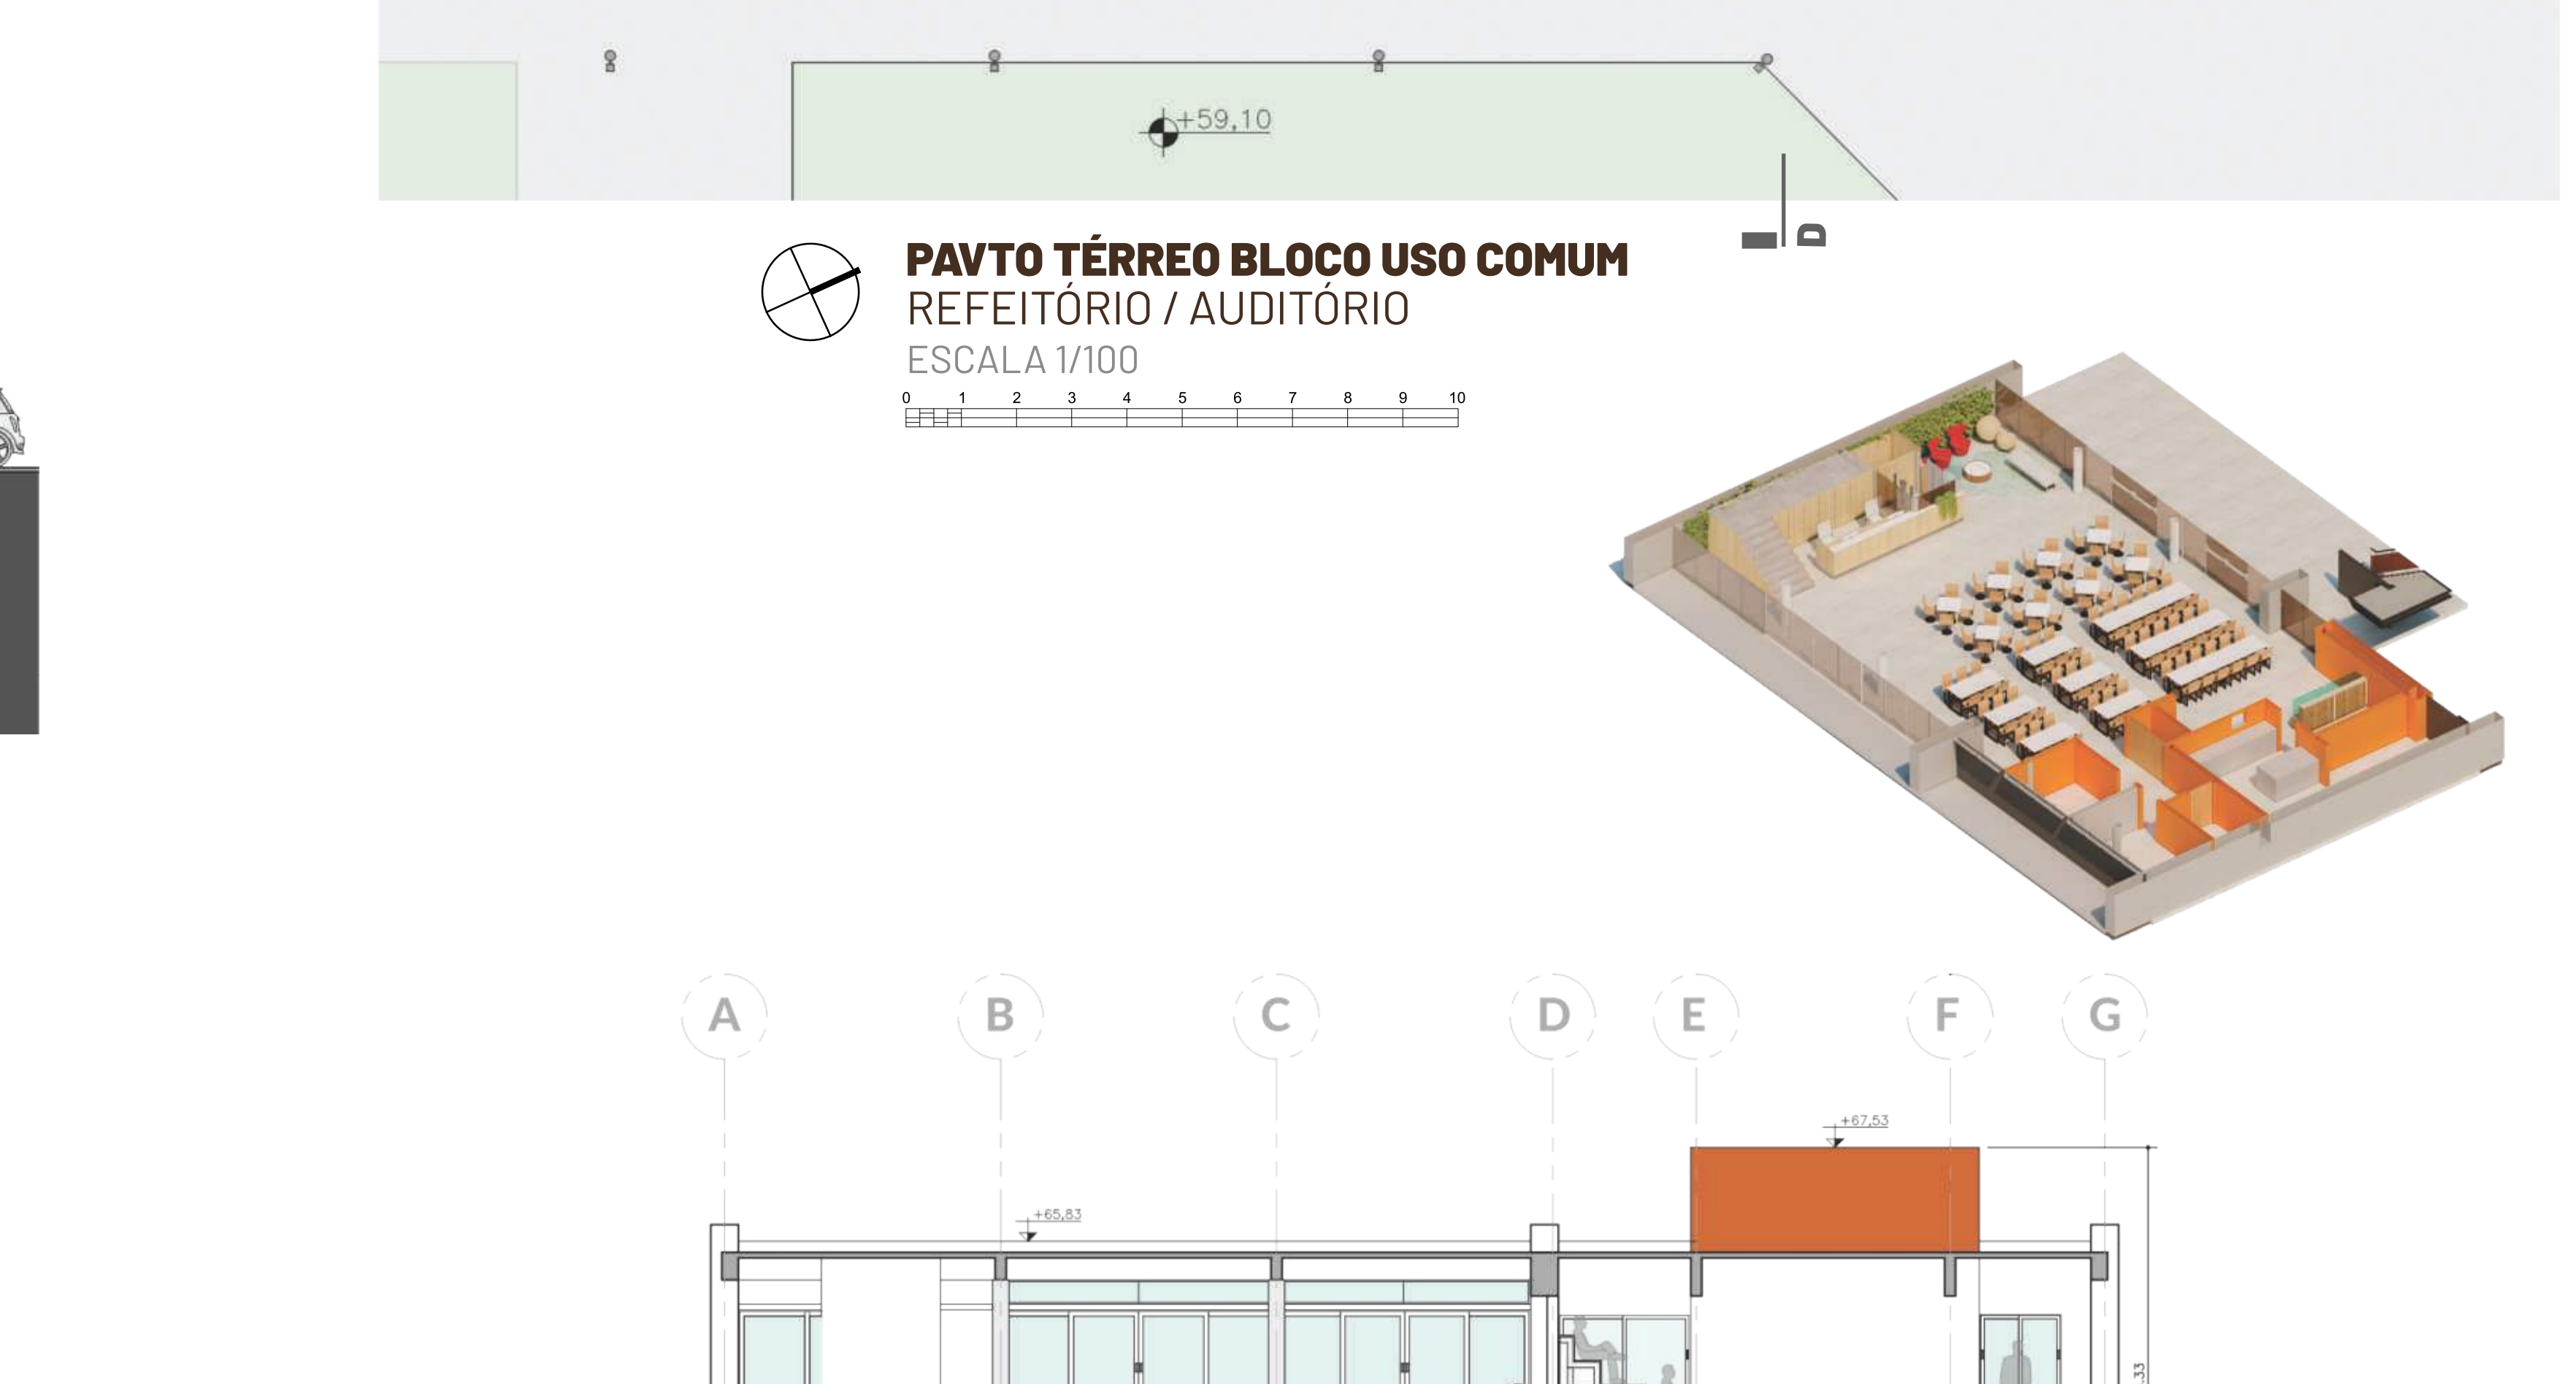 +59,10
D
PAVTO TÉRREO BLOCO USO COMUM
REFEITÓRIO / AUDITÓRIO
ESCALA 1/100
0 1 2 3 4 5 6 7 8 9 10
A B C D E F G
+67,53
+65,83